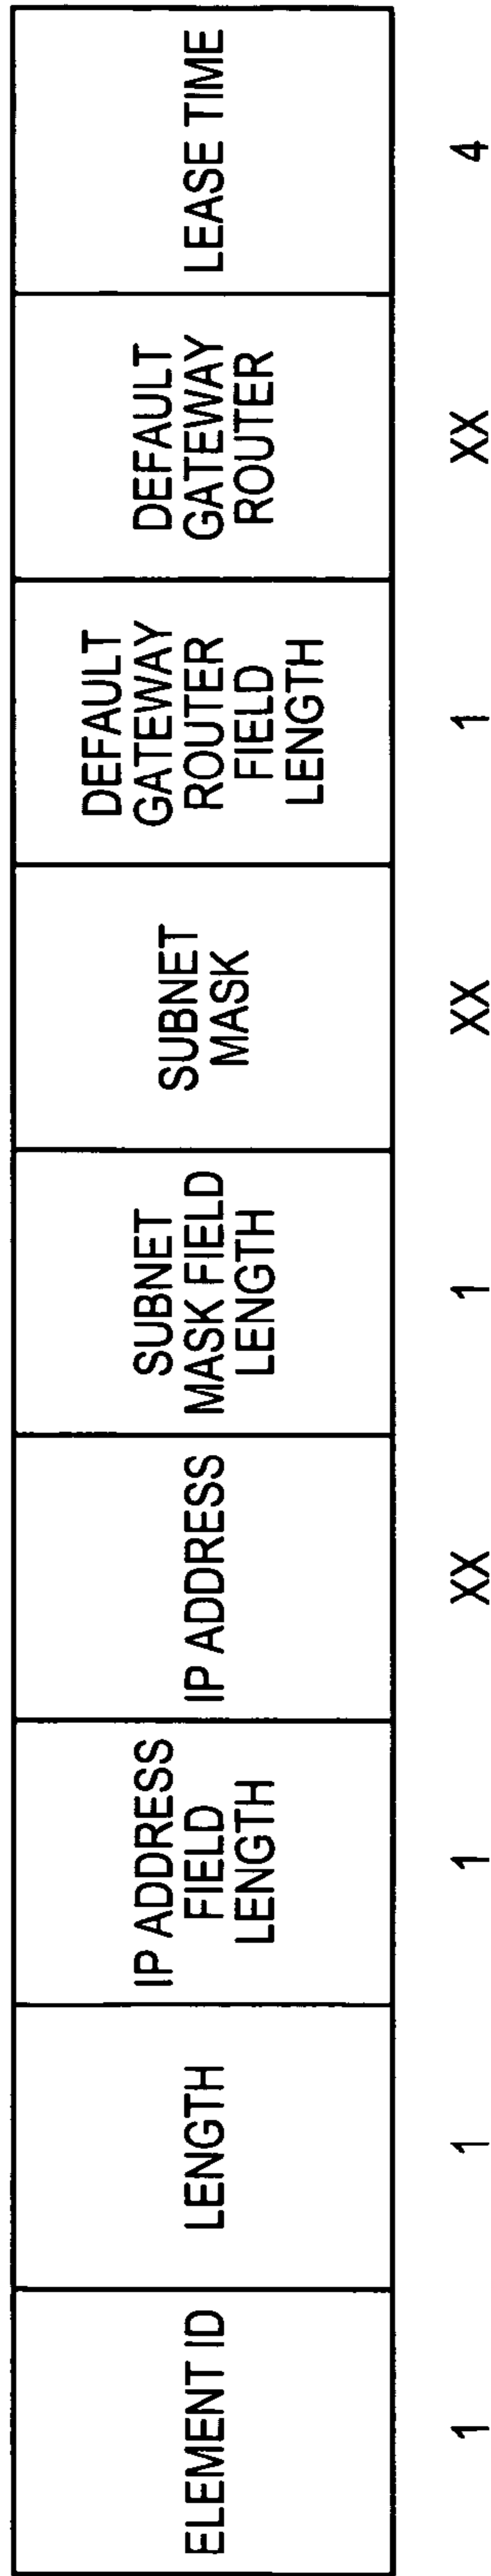 ELEMENT ID
LENGTH
IP ADDRESS
FIELD
LENGTH
IP ADDRESS
SUBNET
MASK FIELD
LENGTH
SUBNET
MASK
DEFAULT
GATEWAY
ROUTER
FIELD
LENGTH
DEFAULT
GATEWAY
ROUTER
LEASE TIME
1 1 1 XX 1 XX 1 XX 4